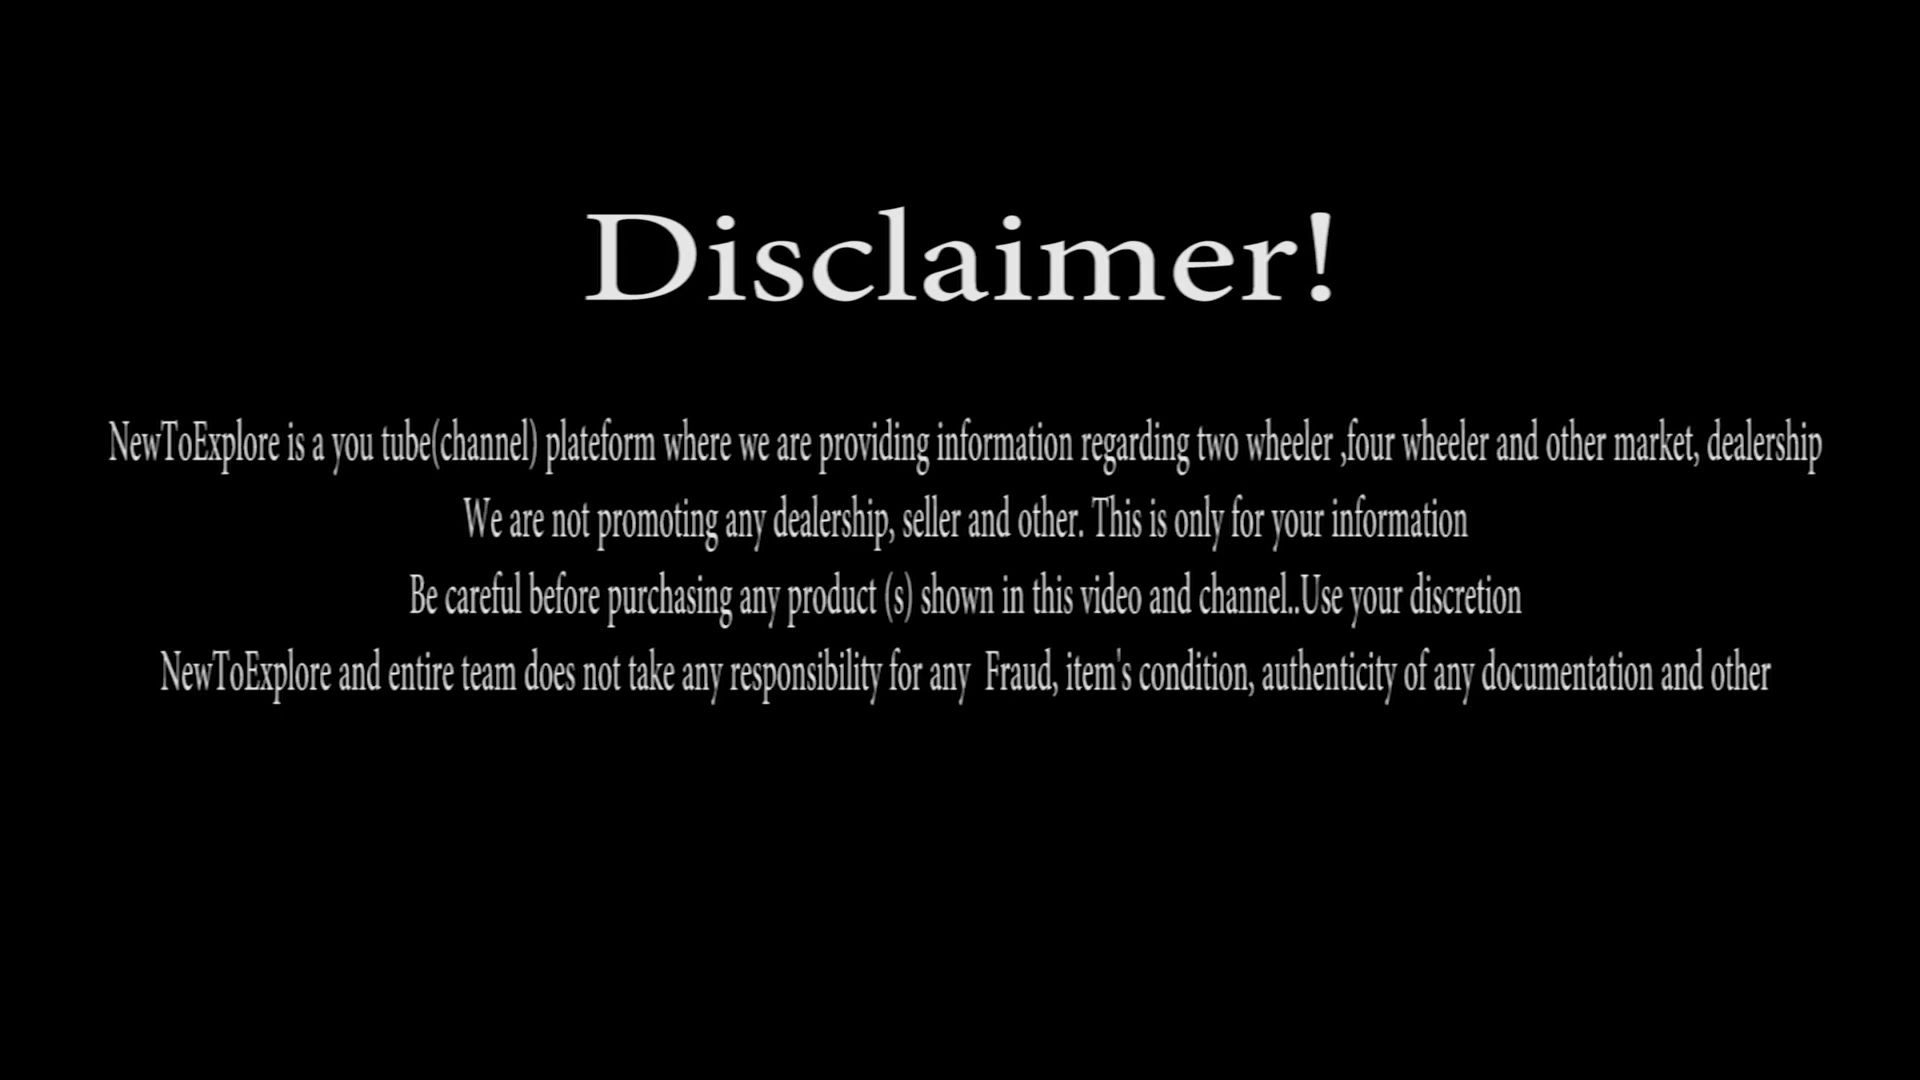 Disclaimer!
NewToExplore is a you tube(channel) plateform where we are providing information regarding two wheeler ,four wheeler and other market, dealership
We are not promoting any dealership, seller and other. This is only for your information
Be careful before purchasing any product (s) shown in this video and channel..Use your discretion
NewToExplore and entire team does not take any responsibility for any  Fraud, item's condition, authenticity of any documentation and other